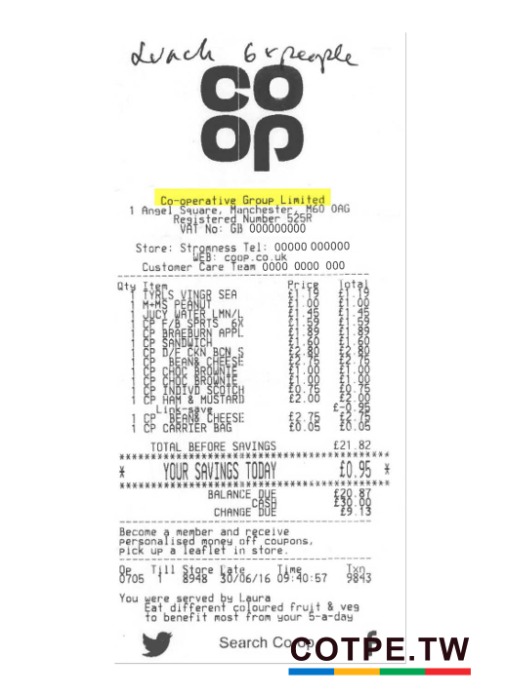 Lunch 6 x people
CO
OP
Co-operative Group Limited
1 Angel Square, Manchester, M60 0AG
Registered Number 525R
VAT No: GB 000000000
Store: Stromness Tel: 00000 000000
WEB: coop.co.uk
Customer Care Team 0000 0000 000
Qty Item Price Total
1 TYRLS VINGR SEA £1.19 £1.19
1 M+MS PEANUT £1.00 £1.00
1 JUCY WATER LMN/L £1.45 £1.45
1 CP F/B SPRTS 6X £1.59 £1.59
1 CP BRAEBURN APPL £1.89 £1.89
1 CP SANDWICH £1.60 £1.60
1 CP D/F CKN BCN S £2.80 £2.80
1 CP BEAN& CHEESE £2.75 £2.75
1 CP CHOC BROWNIE £1.00 £1.00
1 CP CHOC BROWNIE £1.00 £1.00
1 CP INDIVD SCOTCH £0.75 £0.75
1 CP HAM & MUSTARD £2.00 £2.00
Link-save £-0.95
1 CP BEAN& CHEESE £2.75 £2.75
1 CP CARRIER BAG £0.05 £0.05
TOTAL BEFORE SAVINGS £21.82
* YOUR SAVINGS TODAY £0.95 *
BALANCE DUE £20.87
CASH £30.00
CHANGE DUE £9.13
Become a member and receive
personalised money off coupons,
pick up a leaflet in store.
Op Till Store Date Time Txn
0705 1 8948 30/06/16 09:40:57 9843
You were served by Laura
Eat different coloured fruit & veg
to benefit most from your 5-a-day
Search Co-op
COTPE.TW